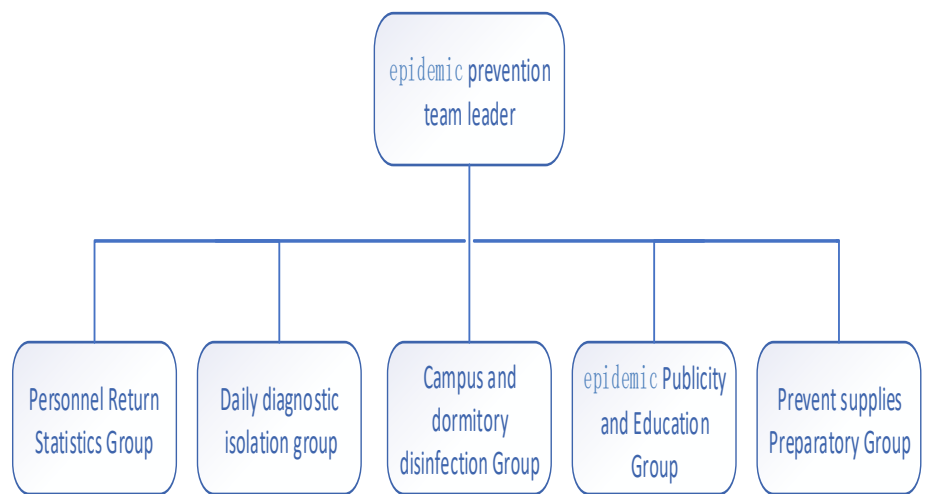 epidemic prevention
team leader
Personnel Return
Statistics Group
Daily diagnostic
isolation group
Campus and
dormitory
disinfection Group
epidemic Publicity
and Education
Group
Prevent supplies
Preparatory Group